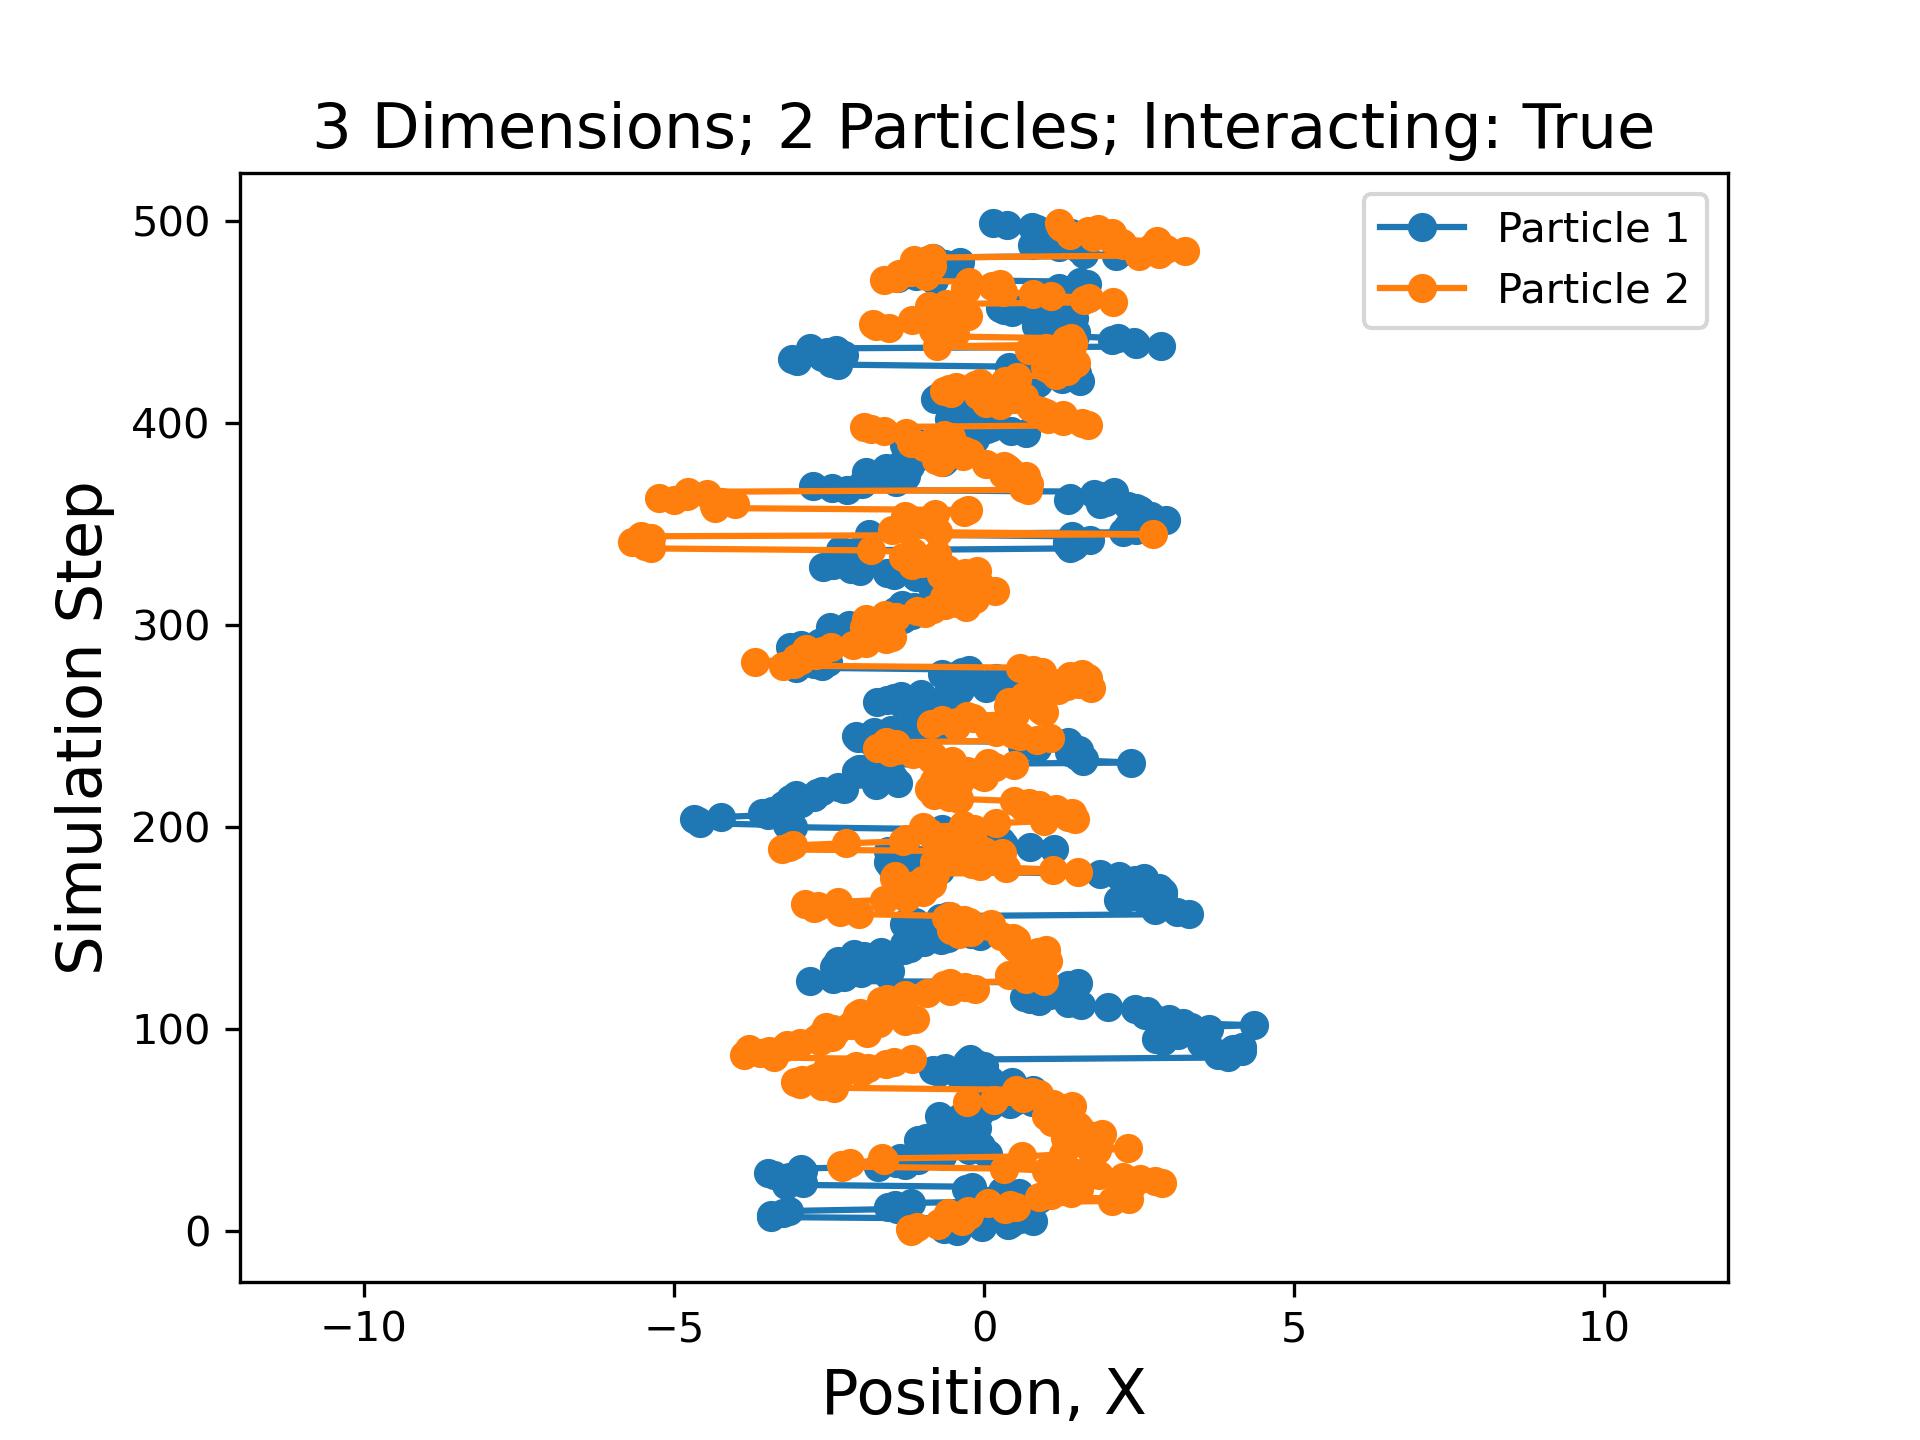 3 Dimensions; 2 Particles; Interacting: True
Particle 1
Particle 2
Simulation Step
500
400
300
200
100
0
−10
−5
0
5
10
Position, X